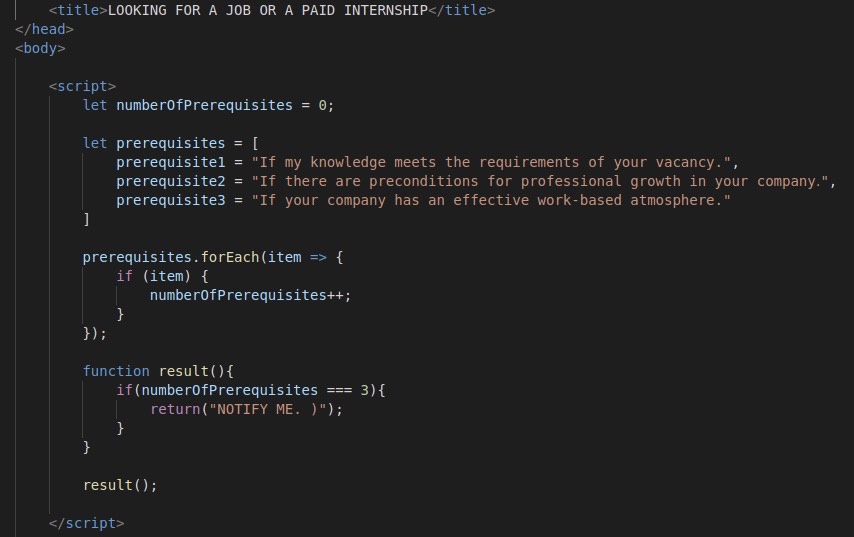 <title>LOOKING FOR A JOB OR A PAID INTERNSHIP</title>
</head>
<body>
<script>
let numberOfPrerequisites = 0;
let prerequisites = [
prerequisite1 = "If my knowledge meets the requirements of your vacancy.",
prerequisite2 = "If there are preconditions for professional growth in your company.",
prerequisite3 = "If your company has an effective work-based atmosphere."
]
prerequisites.forEach(item => {
if (item) {
numberOfPrerequisites++;
}
});
function result(){
if(numberOfPrerequisites === 3){
return("NOTIFY ME. )");
}
}
result();
</script>